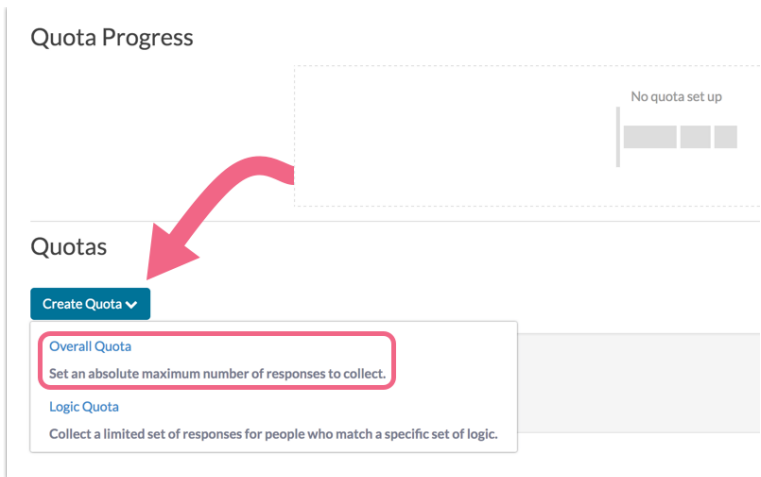 Quota Progress
No quota set up
Quotas
Create Quota
Overall Quota
Set an absolute maximum number of responses to collect.
Logic Quota
Collect a limited set of responses for people who match a specific set of logic.